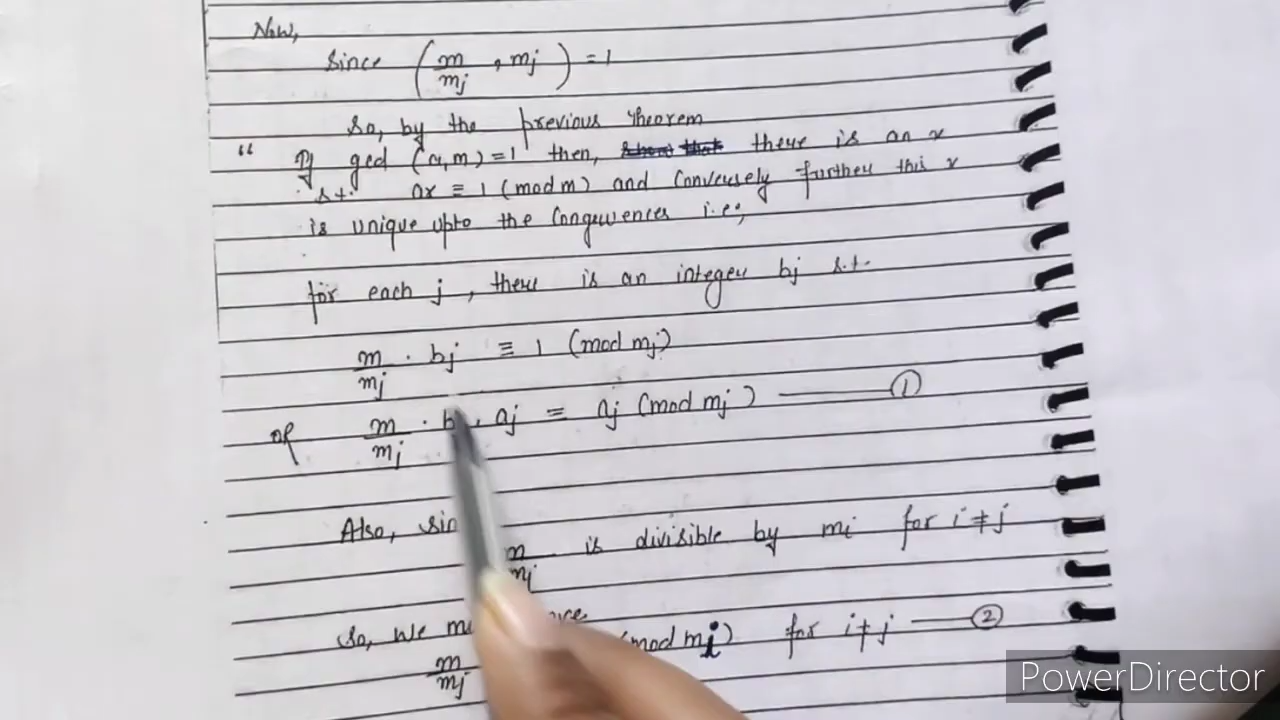 Now,
Since (m/mj , mj) = 1
So, by the previous theorem
“ If gcd (a, m) = 1 then, there is an x
s.t. ax ≡ 1 (mod m) and Conversely further this x
is unique upto the Congruences i.e.,
for each j, there is an integer bj s.t.
m/mj · bj ≡ 1 (mod mj)
or m/mj · b . aj ≡ aj (mod mj) ——— ①
Also, m/mj is divisible by mi for i ≠ j
So, We
m/mj (mod mi) for i ≠ j —— ②
PowerDirector